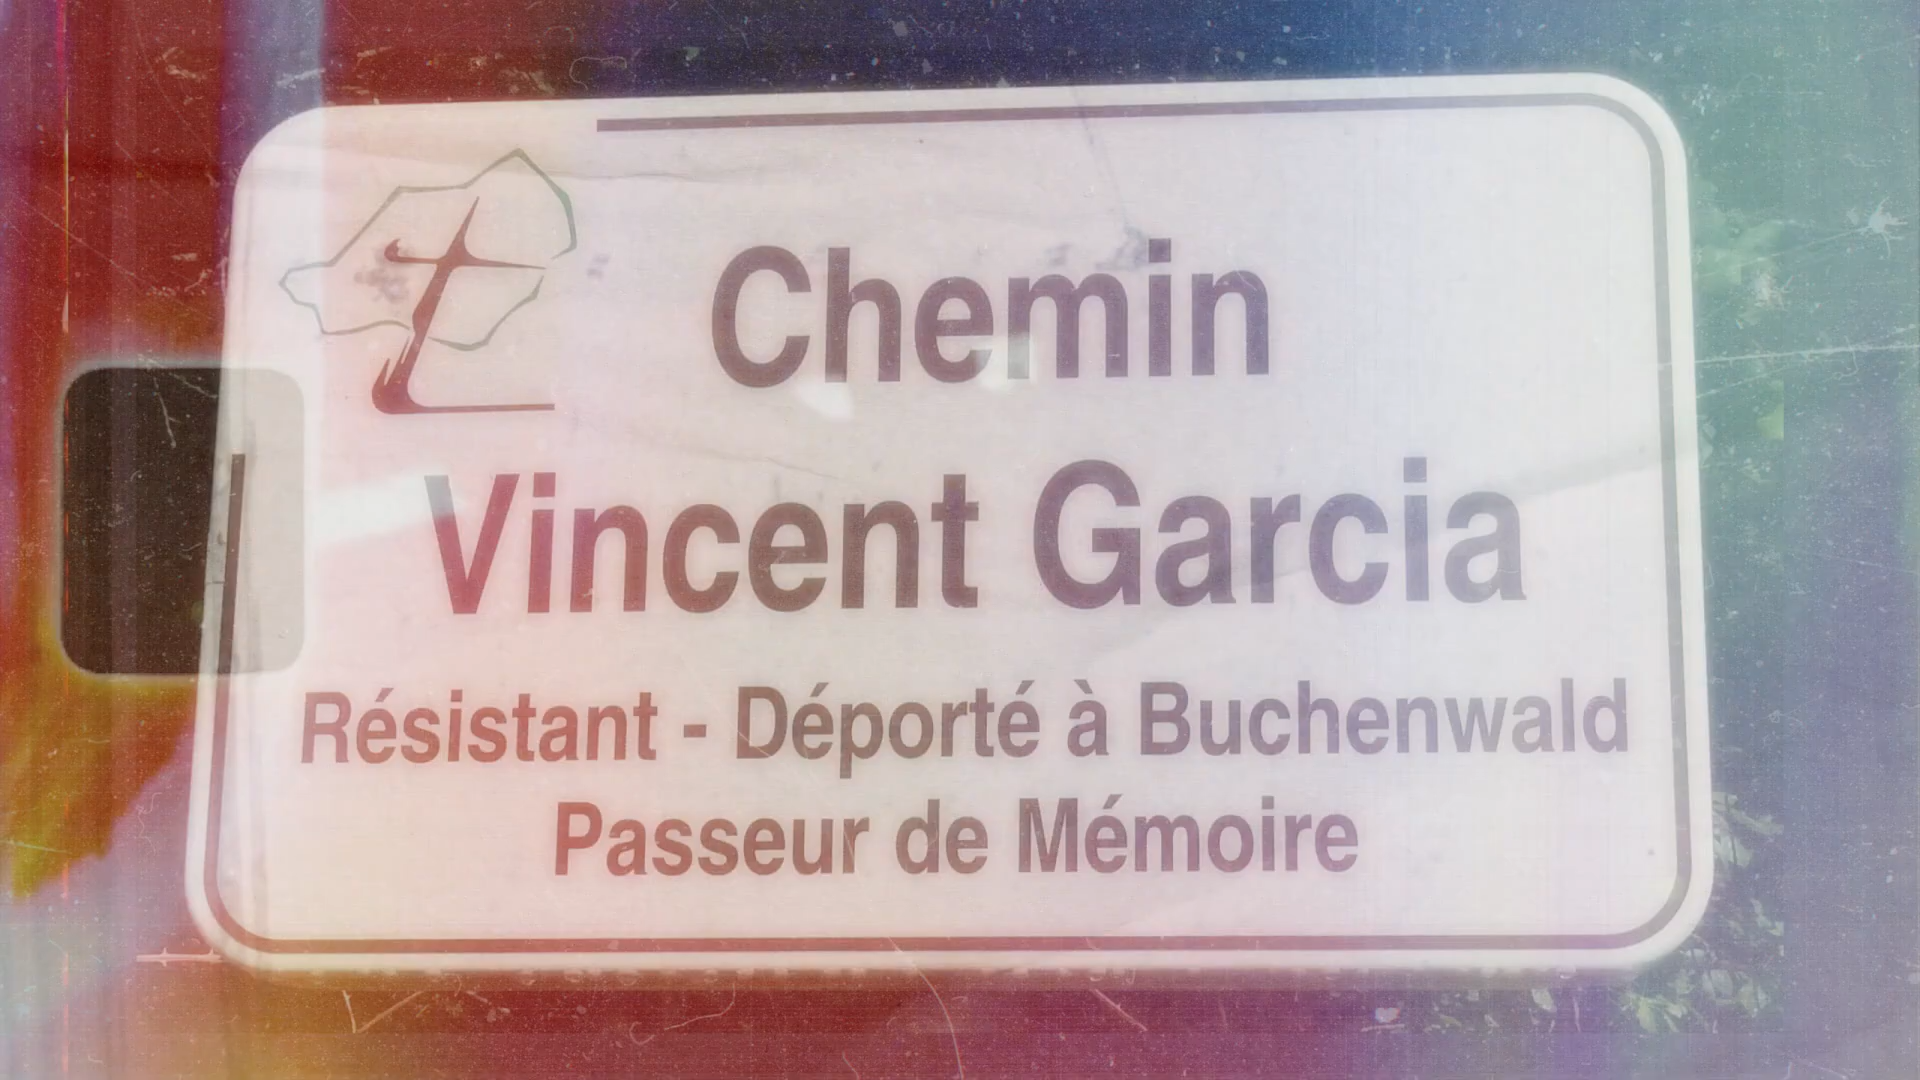 Chemin
Vincent Garcia
Résistant - Déporté à Buchenwald
Passeur de Mémoire